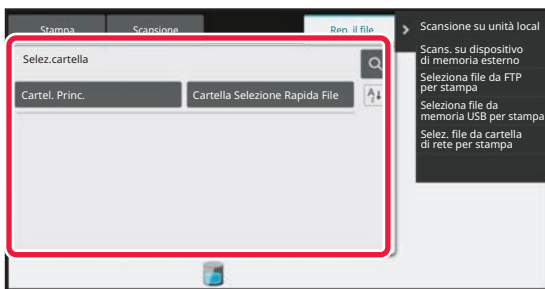 Stampa
Scansione
Rep. il file
Selez.cartella
Cartel. Princ.
Cartella Selezione Rapida File
Scansione su unità local
Scans. su dispositivo
di memoria esterno
Seleziona file da FTP
per stampa
Seleziona file da
memoria USB per stampa
Selez. file da cartella
di rete per stampa